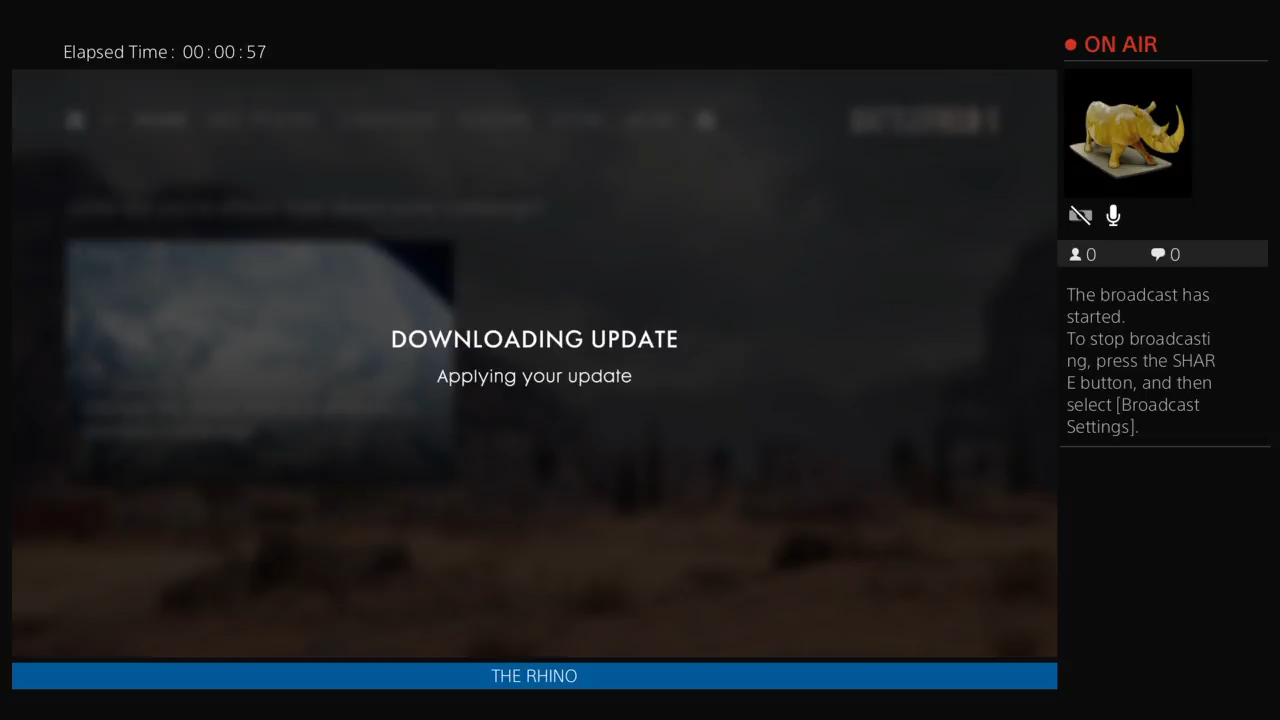 Elapsed Time: 00:00:57
ON AIR
DOWNLOADING UPDATE
Applying your update
0
0
The broadcast has
started.
To stop broadcasti
ng, press the SHAR
E button, and then
select [Broadcast
Settings].
THE RHINO